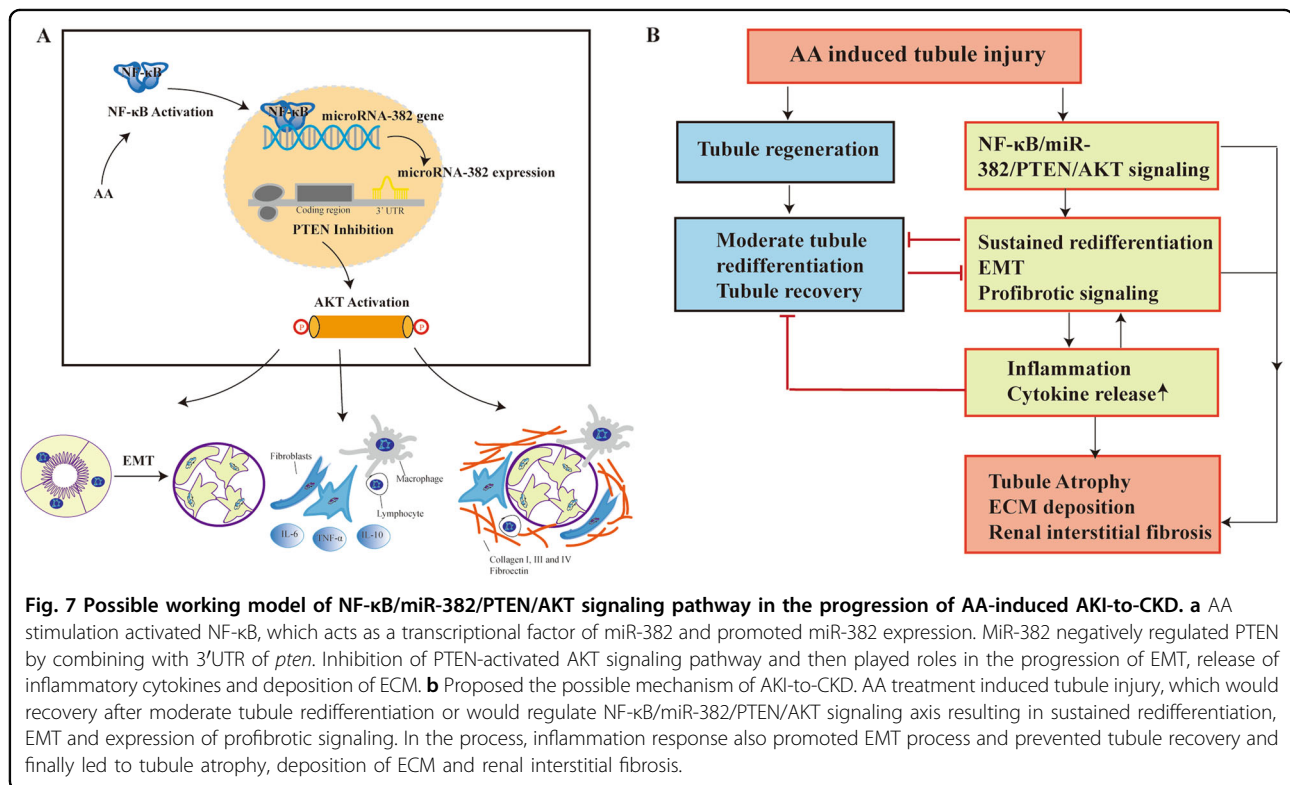 A
NF-κB
NF-κB Activation
AA
NF-κB
microRNA-382 gene
microRNA-382 expression
Coding region
3' UTR
PTEN Inhibition
AKT Activation
P
P
EMT
Fibroblasts
Macrophage
Lymphocyte
IL-6
TNF-α
IL-10
Collagen I, III and IV
Fibroectin
B
AA induced tubule injury
Tubule regeneration
NF-κB/miR-
382/PTEN/AKT signaling
Moderate tubule
redifferentiation
Tubule recovery
Sustained redifferentiation
EMT
Profibrotic signaling
Inflammation
Cytokine release↑
Tubule Atrophy
ECM deposition
Renal interstitial fibrosis
Fig. 7 Possible working model of NF-κB/miR-382/PTEN/AKT signaling pathway in the progression of AA-induced AKI-to-CKD. a AA
stimulation activated NF-κB, which acts as a transcriptional factor of miR-382 and promoted miR-382 expression. MiR-382 negatively regulated PTEN
by combining with 3′UTR of pten. Inhibition of PTEN-activated AKT signaling pathway and then played roles in the progression of EMT, release of
inflammatory cytokines and deposition of ECM. b Proposed the possible mechanism of AKI-to-CKD. AA treatment induced tubule injury, which would
recovery after moderate tubule redifferentiation or would regulate NF-κB/miR-382/PTEN/AKT signaling axis resulting in sustained redifferentiation,
EMT and expression of profibrotic signaling. In the process, inflammation response also promoted EMT process and prevented tubule recovery and
finally led to tubule atrophy, deposition of ECM and renal interstitial fibrosis.